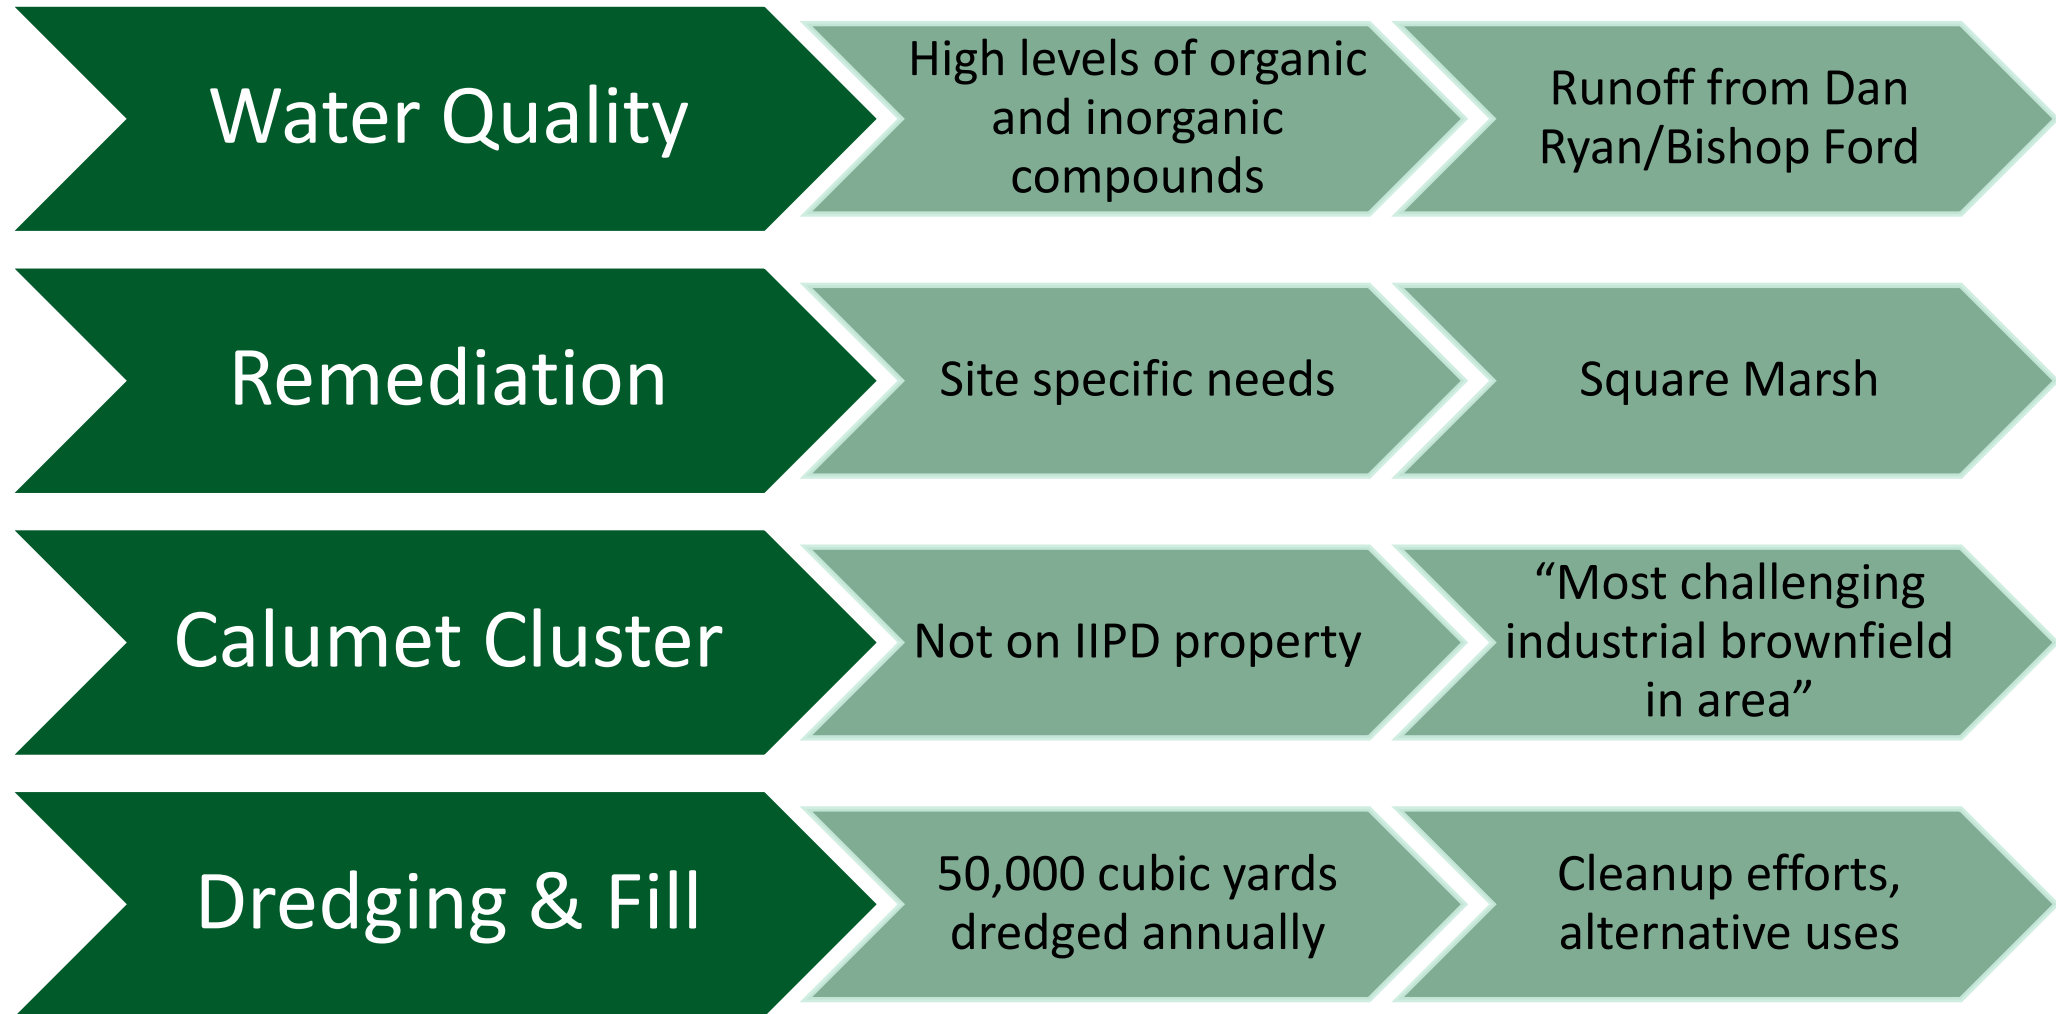 Water Quality
High levels of organic
and inorganic
compounds
Runoff from Dan
Ryan/Bishop Ford
Remediation
Site specific needs
Square Marsh
Calumet Cluster
Not on IIPD property
“Most challenging
industrial brownfield
in area”
Dredging & Fill
50,000 cubic yards
dredged annually
Cleanup efforts,
alternative uses